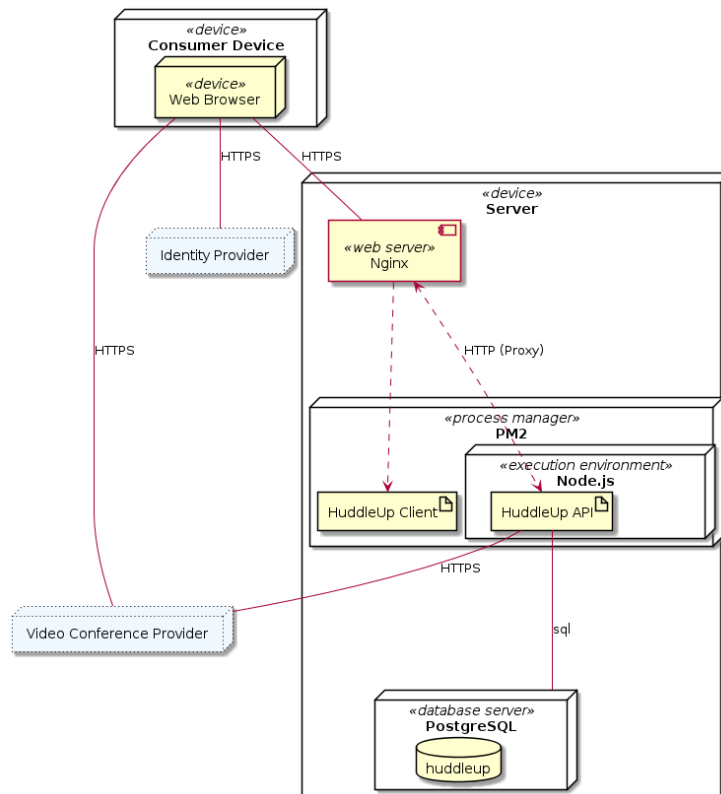 «device»
Consumer Device
«device»
Web Browser
HTTPS
HTTPS
«device»
Server
Identity Provider
«web server»
Nginx
HTTPS
HTTP (Proxy)
«process manager»
PM2
«execution environment»
Node.js
HuddleUp Client
HuddleUp API
HTTPS
Video Conference Provider
sql
«database server»
PostgreSQL
huddleup